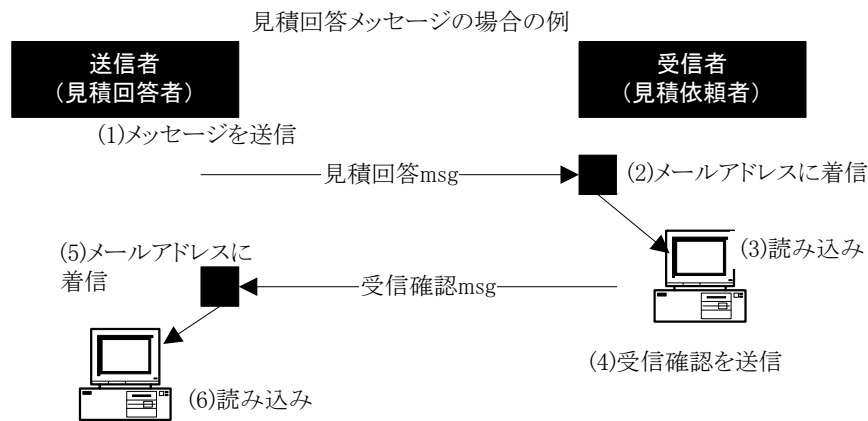 見積回答メッセージの場合の例
送信者
(見積回答者)
受信者
(見積依頼者)
(1)メッセージを送信
見積回答msg
(2)メールアドレスに着信
(3)読み込み
(4)受信確認を送信
受信確認msg
(5)メールアドレスに
着信
(6)読み込み